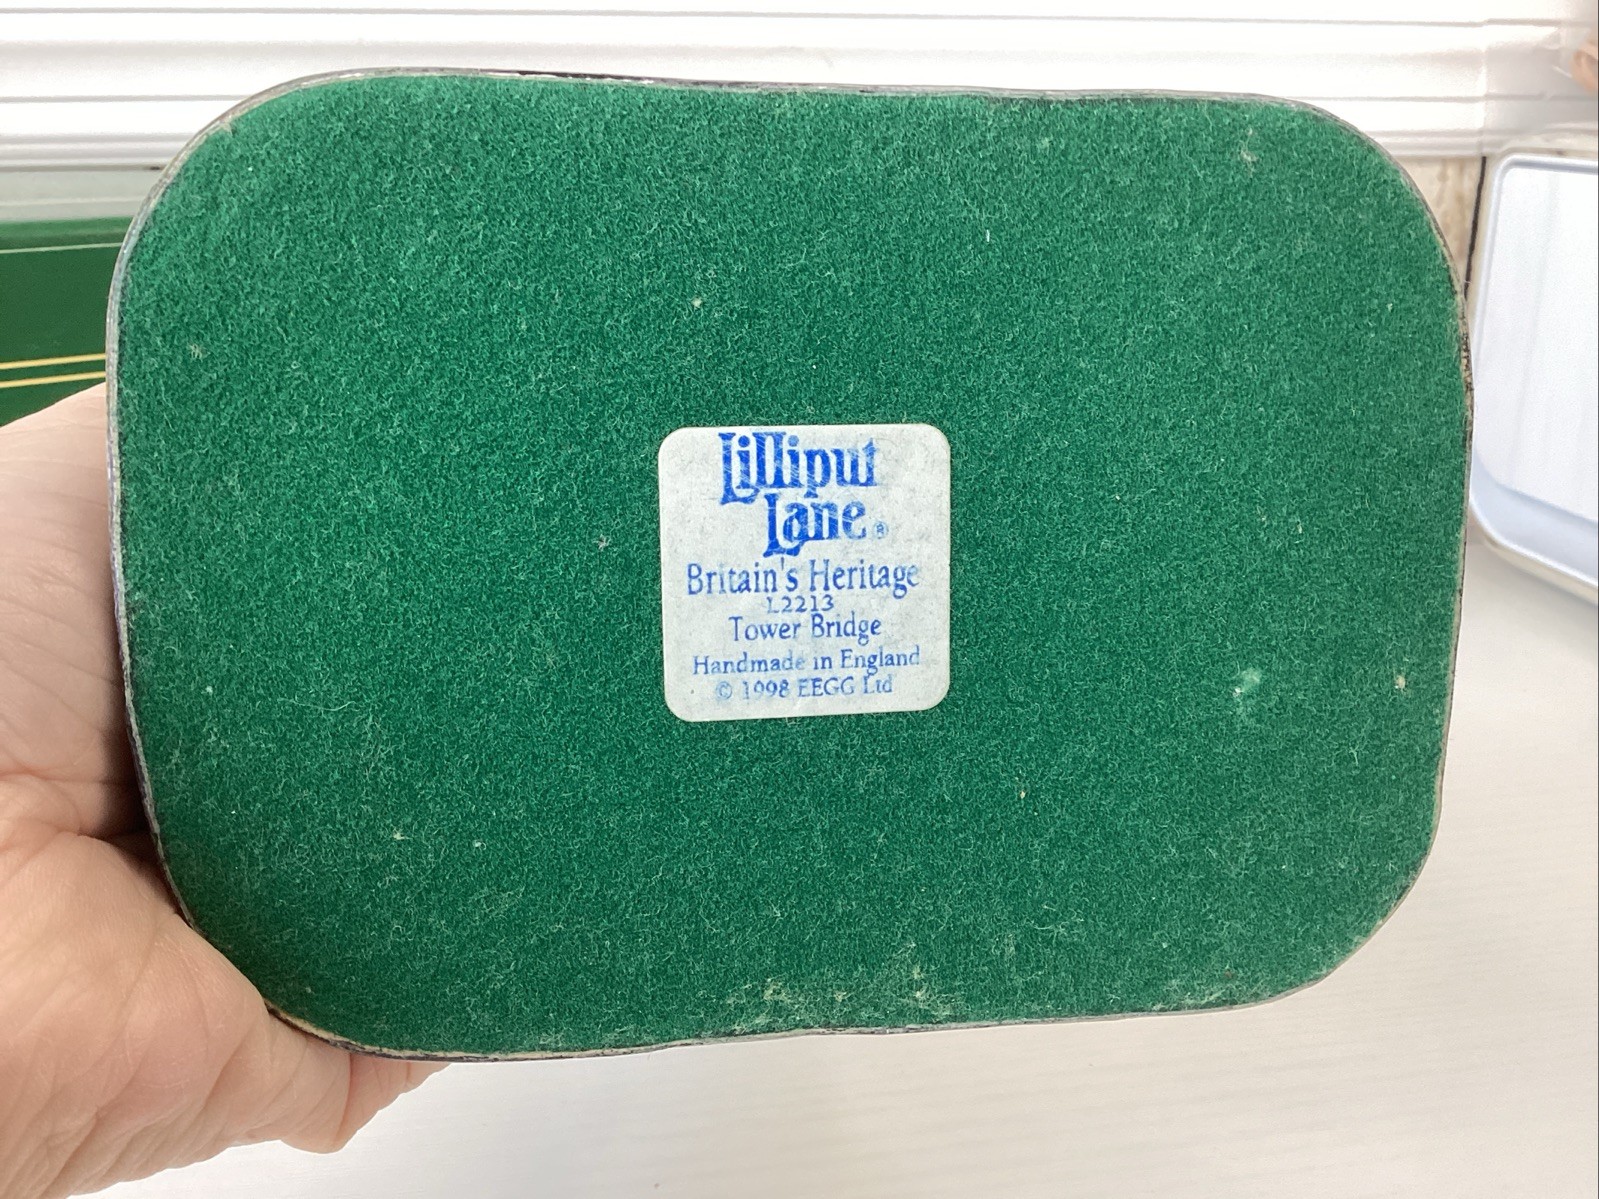 Lilliput
Lane®
Britain's Heritage
L2213
Tower Bridge
Handmade in England
© 1998 EEGG Ltd